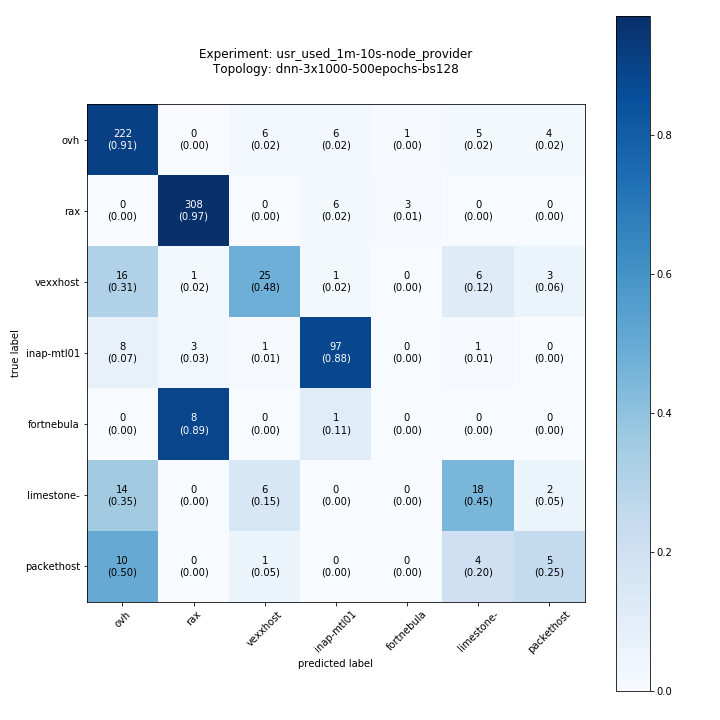 Experiment: usr_used_1m-10s-node_provider
Topology: dnn-3x1000-500epochs-bs128
true label
ovh
222 0 6 6 1 5 4
(0.91) (0.00) (0.02) (0.02) (0.00) (0.02) (0.02)
rax
0 308 0 6 3 0 0
(0.00) (0.97) (0.00) (0.02) (0.01) (0.00) (0.00)
vexxhost
16 1 25 1 0 6 3
(0.31) (0.02) (0.48) (0.02) (0.00) (0.12) (0.06)
inap-mtl01
8 3 1 97 0 1 0
(0.07) (0.03) (0.01) (0.88) (0.00) (0.01) (0.00)
fortnebula
0 8 0 1 0 0 0
(0.00) (0.89) (0.00) (0.11) (0.00) (0.00) (0.00)
limestone-
14 0 6 0 0 18 2
(0.35) (0.00) (0.15) (0.00) (0.00) (0.45) (0.05)
packethost
10 0 1 0 0 4 5
(0.50) (0.00) (0.05) (0.00) (0.00) (0.20) (0.25)
ovh rax vexxhost inap-mtl01 fortnebula limestone- packethost
predicted label
0.8
0.6
0.4
0.2
0.0